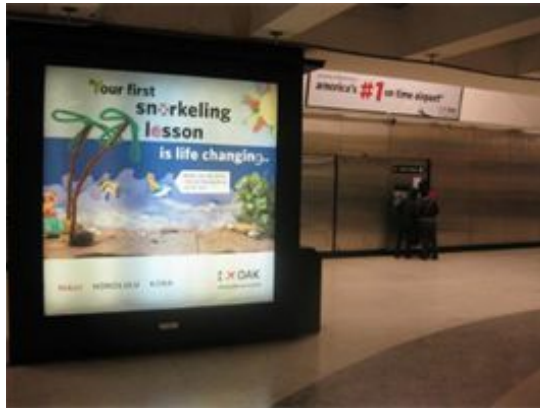 Your first
snorkeling
lesson
is life changing..
MAUI HONOLULU KONA
I OAK
america's #1 on time airport